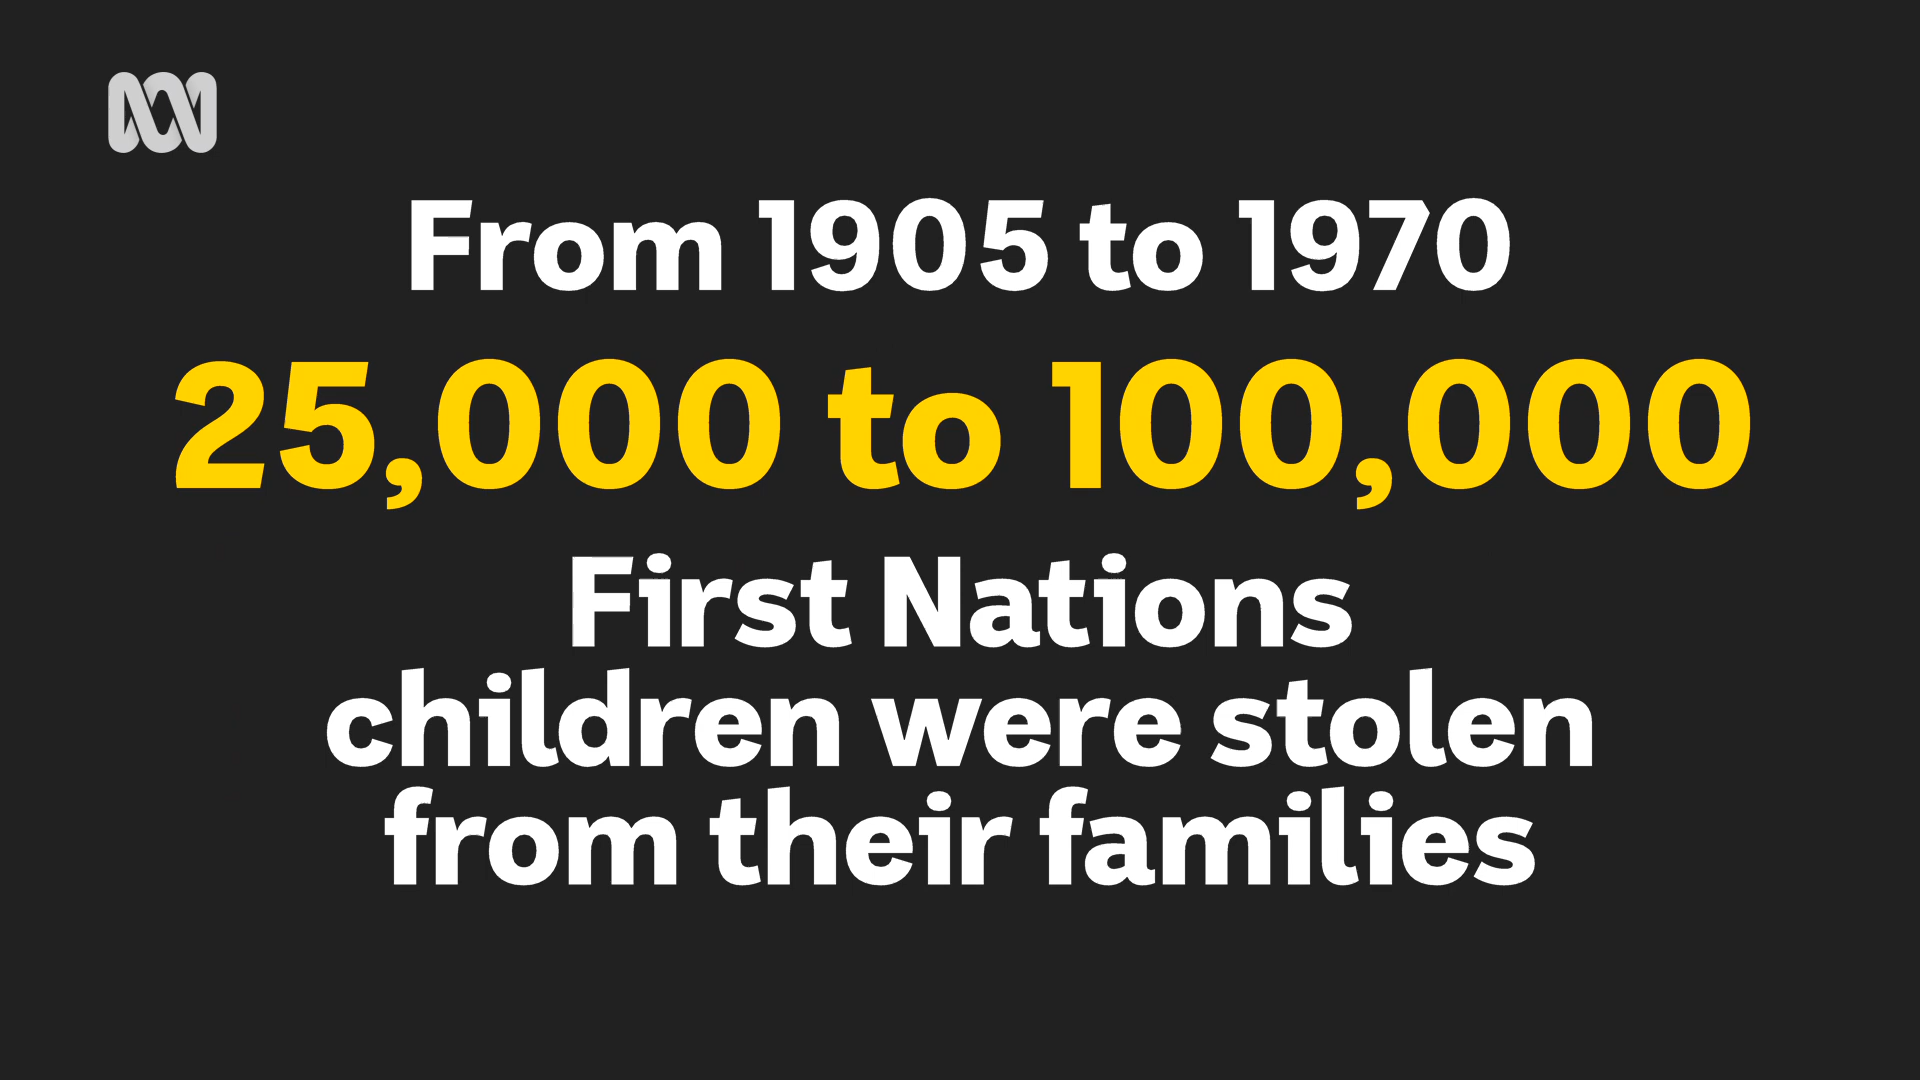 From 1905 to 1970
25,000 to 100,000
First Nations
children were stolen
from their families